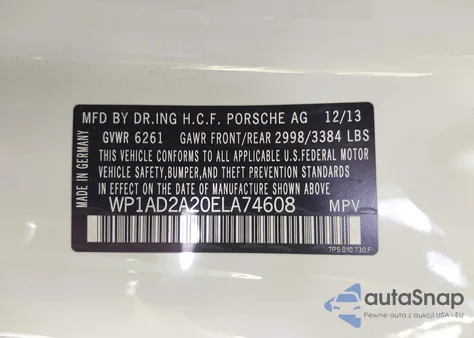 MFD BY DR.ING H.C.F. PORSCHE AG 12/13
GVWR 6261 GAWR FRONT/REAR 2998/3384 LBS
THIS VEHICLE CONFORMS TO ALL APPLICABLE U.S.FEDERAL MOTOR
VEHICLE SAFETY,BUMPER,AND THEFT PREVENTION STANDARDS
IN EFFECT ON THE DATE OF MANUFACTURE SHOWN ABOVE
WP1AD2A20ELA74608 MPV
MADE IN GERMANY
7P5.010.730.F
autoSnap
Pewne auto z aukcji USA i EU